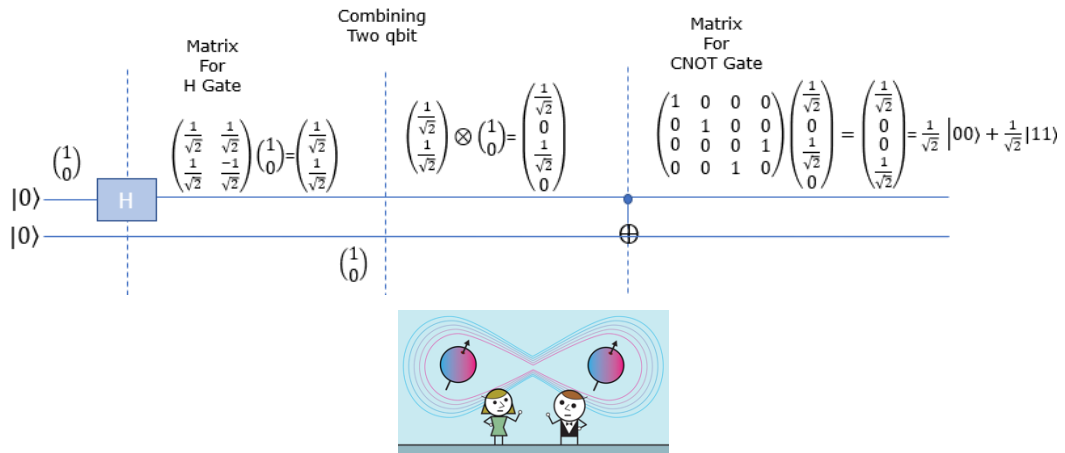 Combining
Two qbit
Matrix
For
H Gate
Matrix
For
CNOT Gate
(1 0)
(1/√2 1/√2
1/√2 -1/√2) (1 0) = (1/√2 1/√2)
(1/√2 1/√2) ⊗ (1 0) = (1/√2 0 1/√2 0)
(1 0 0 0
0 1 0 0
0 0 0 1
0 0 1 0) (1/√2 0 1/√2 0) = (1/√2 0 0 1/√2) = 1/√2 |00⟩ + 1/√2 |11⟩
|0⟩ H
|0⟩
(1 0)